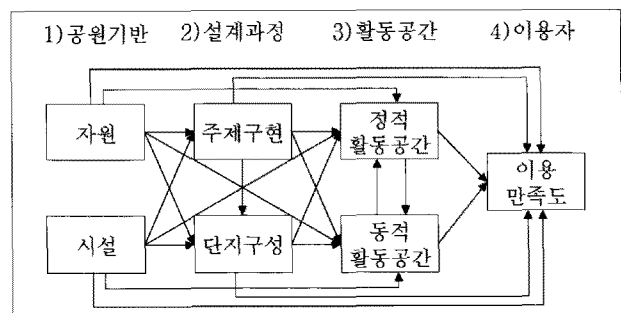 1)공원기반 2)설계과정 3)활동공간 4)이용자
자원 주제구현 정적
활동공간
이용
만족도
시설 단지구성 동적
활동공간